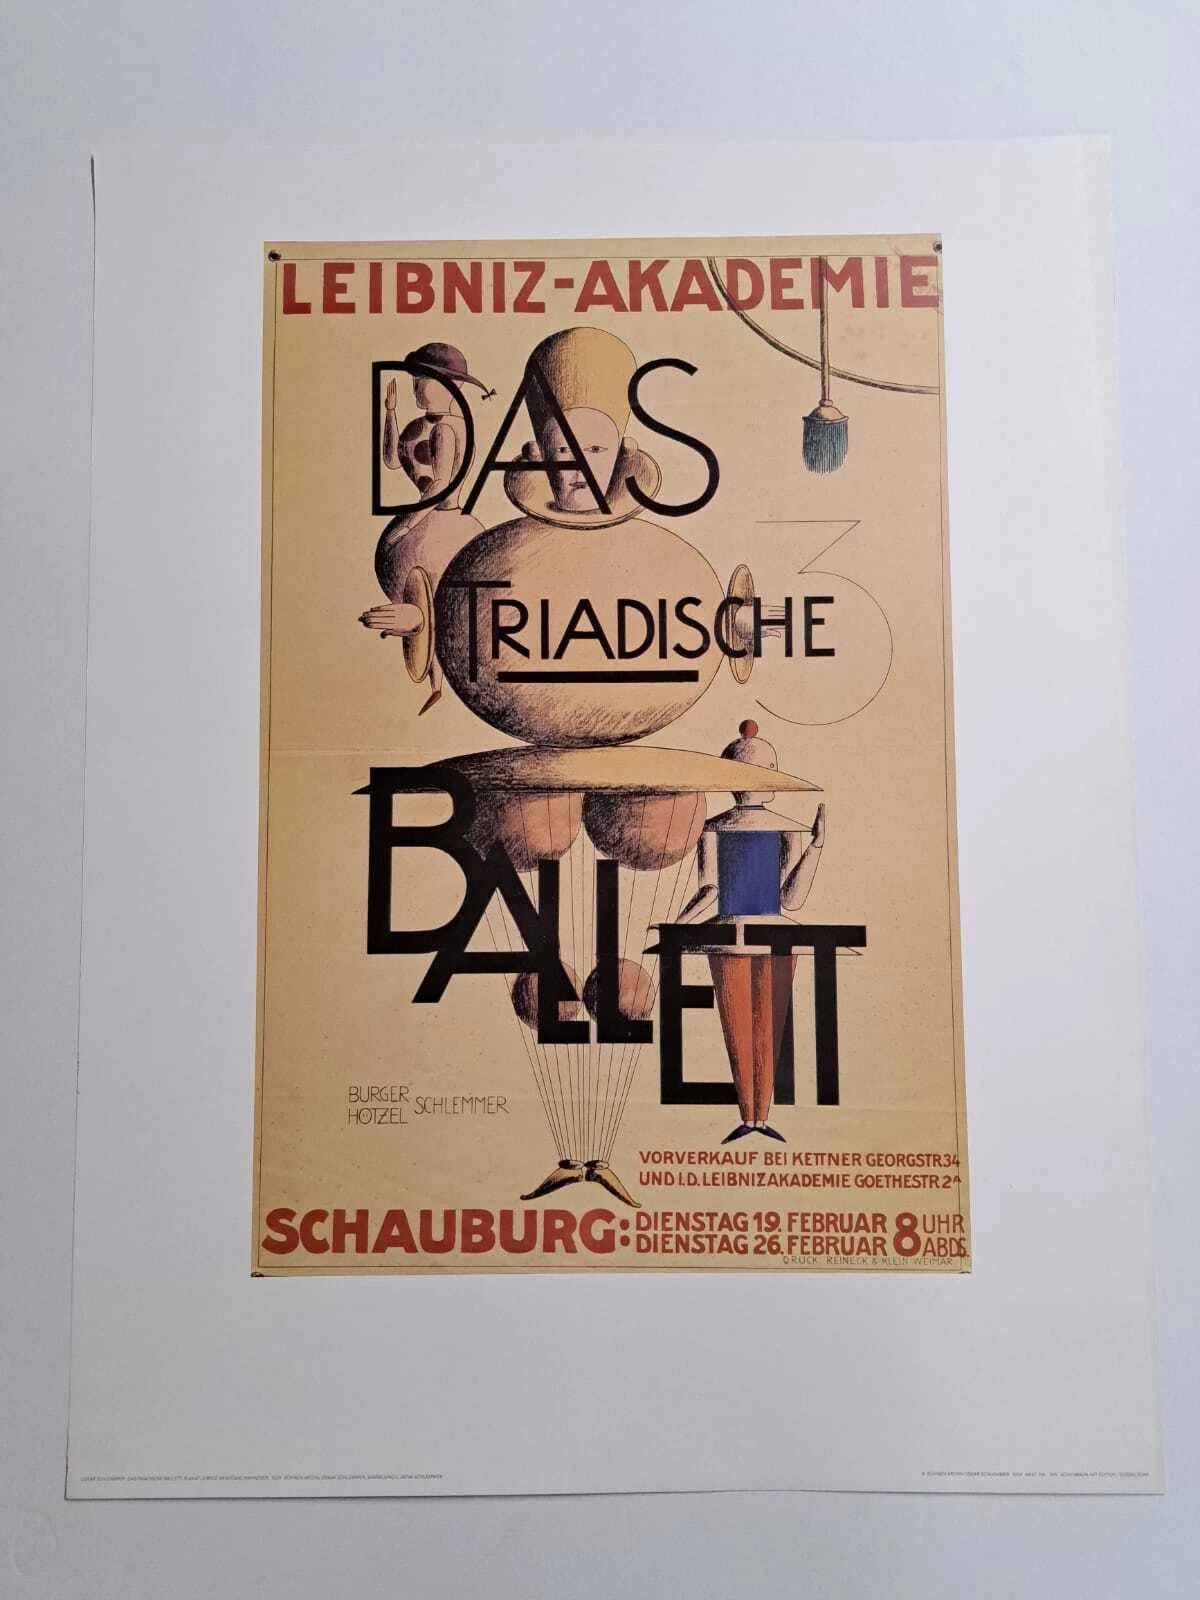 LEIBNIZ-AKADEMIE
DAS
TRIADISCHE
3
BALLETT
BURGER
HÖTZEL
SCHLEMMER
VORVERKAUF BEI KETTNER GEORGSTR34
UND I.D. LEIBNIZAKADEMIE GOETHESTR 2A
SCHAUBURG: DIENSTAG 19. FEBRUAR 8 UHR
DIENSTAG 26. FEBRUAR ABDS.
DRUCK: REINECK & KLEIN WEIMAR